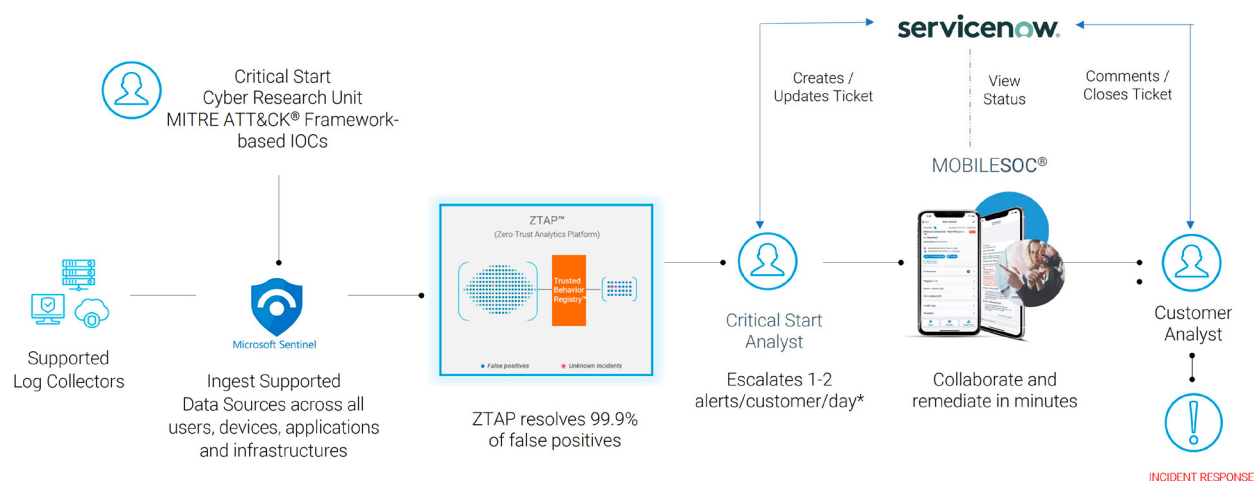 servicenow®
Creates /
Updates Ticket
View
Status
Comments /
Closes Ticket
Critical Start
Cyber Research Unit
MITRE ATT&CK® Framework-
based IOCs
MOBILESOC®
ZTAP™
(Zero-Trust Analytics Platform)
Trusted
Behavior
Registry™
False positives
Unknown incidents
Microsoft Sentinel
Supported
Log Collectors
Ingest Supported
Data Sources across all
users, devices, applications
and infrastructures
ZTAP resolves 99.9%
of false positives
Critical Start
Analyst
Escalates 1-2
alerts/customer/day*
Collaborate and
remediate in minutes
Customer
Analyst
INCIDENT RESPONSE